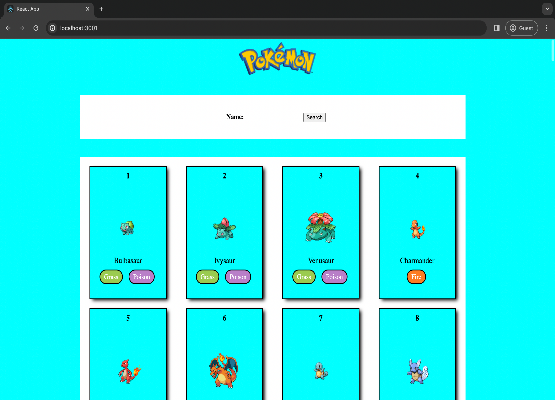 React App
localhost:3001
Guest
POKÉMON
Name:
Search
1
2
3
4
Bulbasaur
Ivysaur
Venusaur
Charmander
Grass Poison
Grass Poison
Grass Poison
Fire
5
6
7
8